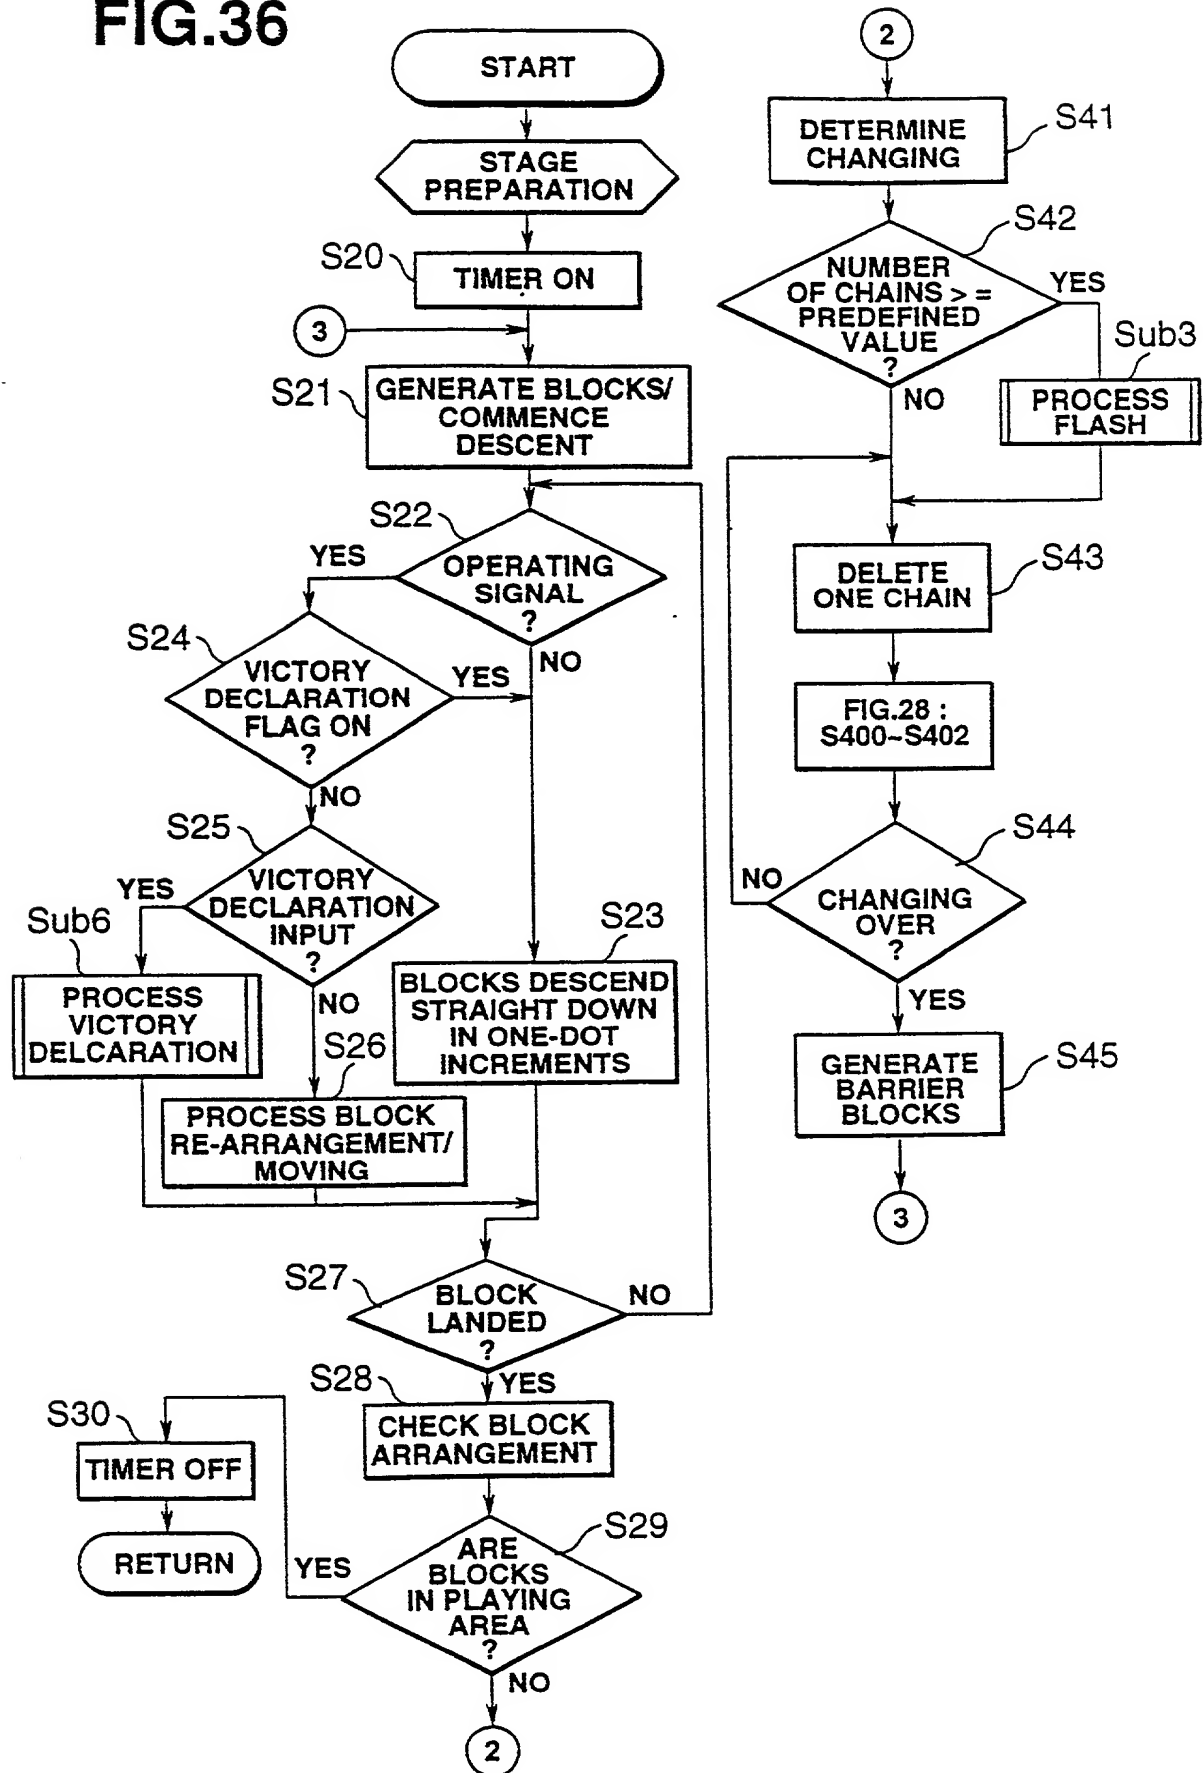 FIG.36
START
STAGE
PREPARATION
S20
TIMER ON
3
S21
GENERATE BLOCKS/
COMMENCE
DESCENT
S22
OPERATING
SIGNAL
?
YES
NO
S24
VICTORY
DECLARATION
FLAG ON
?
YES
NO
S25
VICTORY
DECLARATION
INPUT
?
YES
NO
Sub6
PROCESS
VICTORY
DELCARATION
S26
PROCESS BLOCK
RE-ARRANGEMENT/
MOVING
S23
BLOCKS DESCEND
STRAIGHT DOWN
IN ONE-DOT
INCREMENTS
S27
BLOCK
LANDED
?
NO
YES
S28
CHECK BLOCK
ARRANGEMENT
S29
ARE
BLOCKS
IN PLAYING
AREA
?
YES
NO
S30
TIMER OFF
RETURN
2
2
DETERMINE
CHANGING
S41
S42
NUMBER
OF CHAINS > =
PREDEFINED
VALUE
?
YES
NO
Sub3
PROCESS
FLASH
DELETE
ONE CHAIN
S43
FIG.28 :
S400~S402
S44
CHANGING
OVER
?
NO
YES
GENERATE
BARRIER
BLOCKS
S45
3